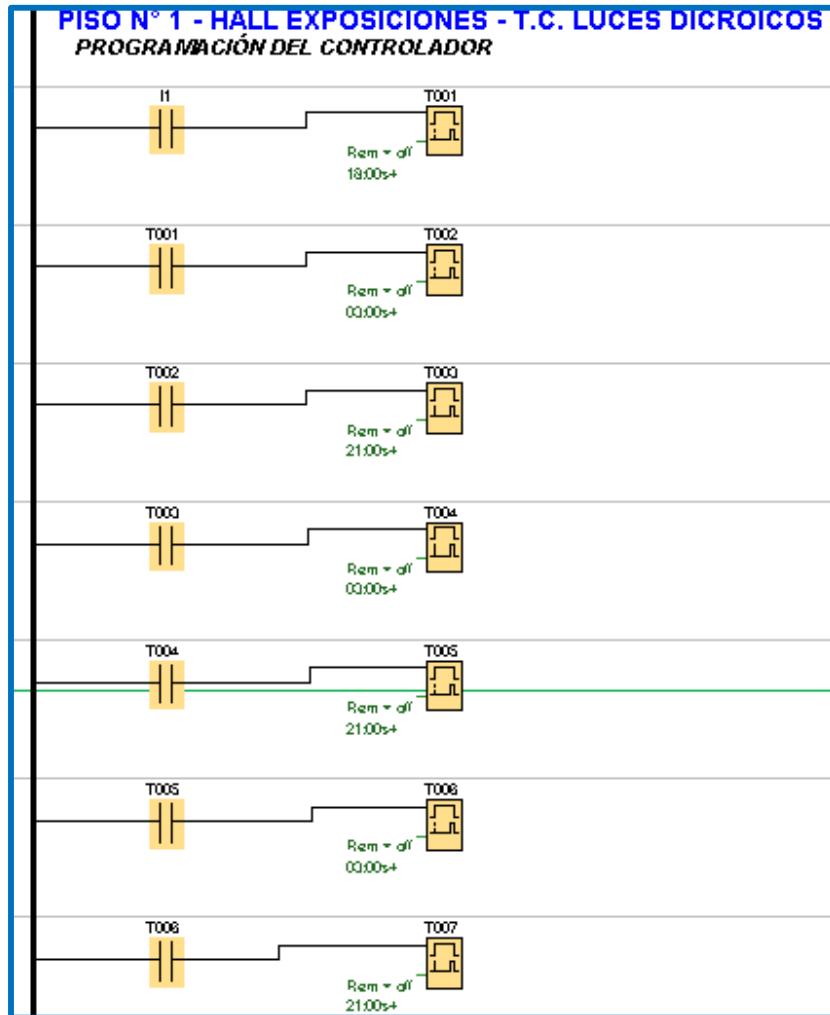 PISO N° 1 - HALL EXPOSICIONES - T.C. LUCES DICROICOS
PROGRAMACIÓN DEL CONTROLADOR
I1 T001
Rem = off
18:00s+
T001 T002
Rem = off
03:00s+
T002 T003
Rem = off
21:00s+
T003 T004
Rem = off
03:00s+
T004 T005
Rem = off
21:00s+
T005 T006
Rem = off
03:00s+
T006 T007
Rem = off
21:00s+